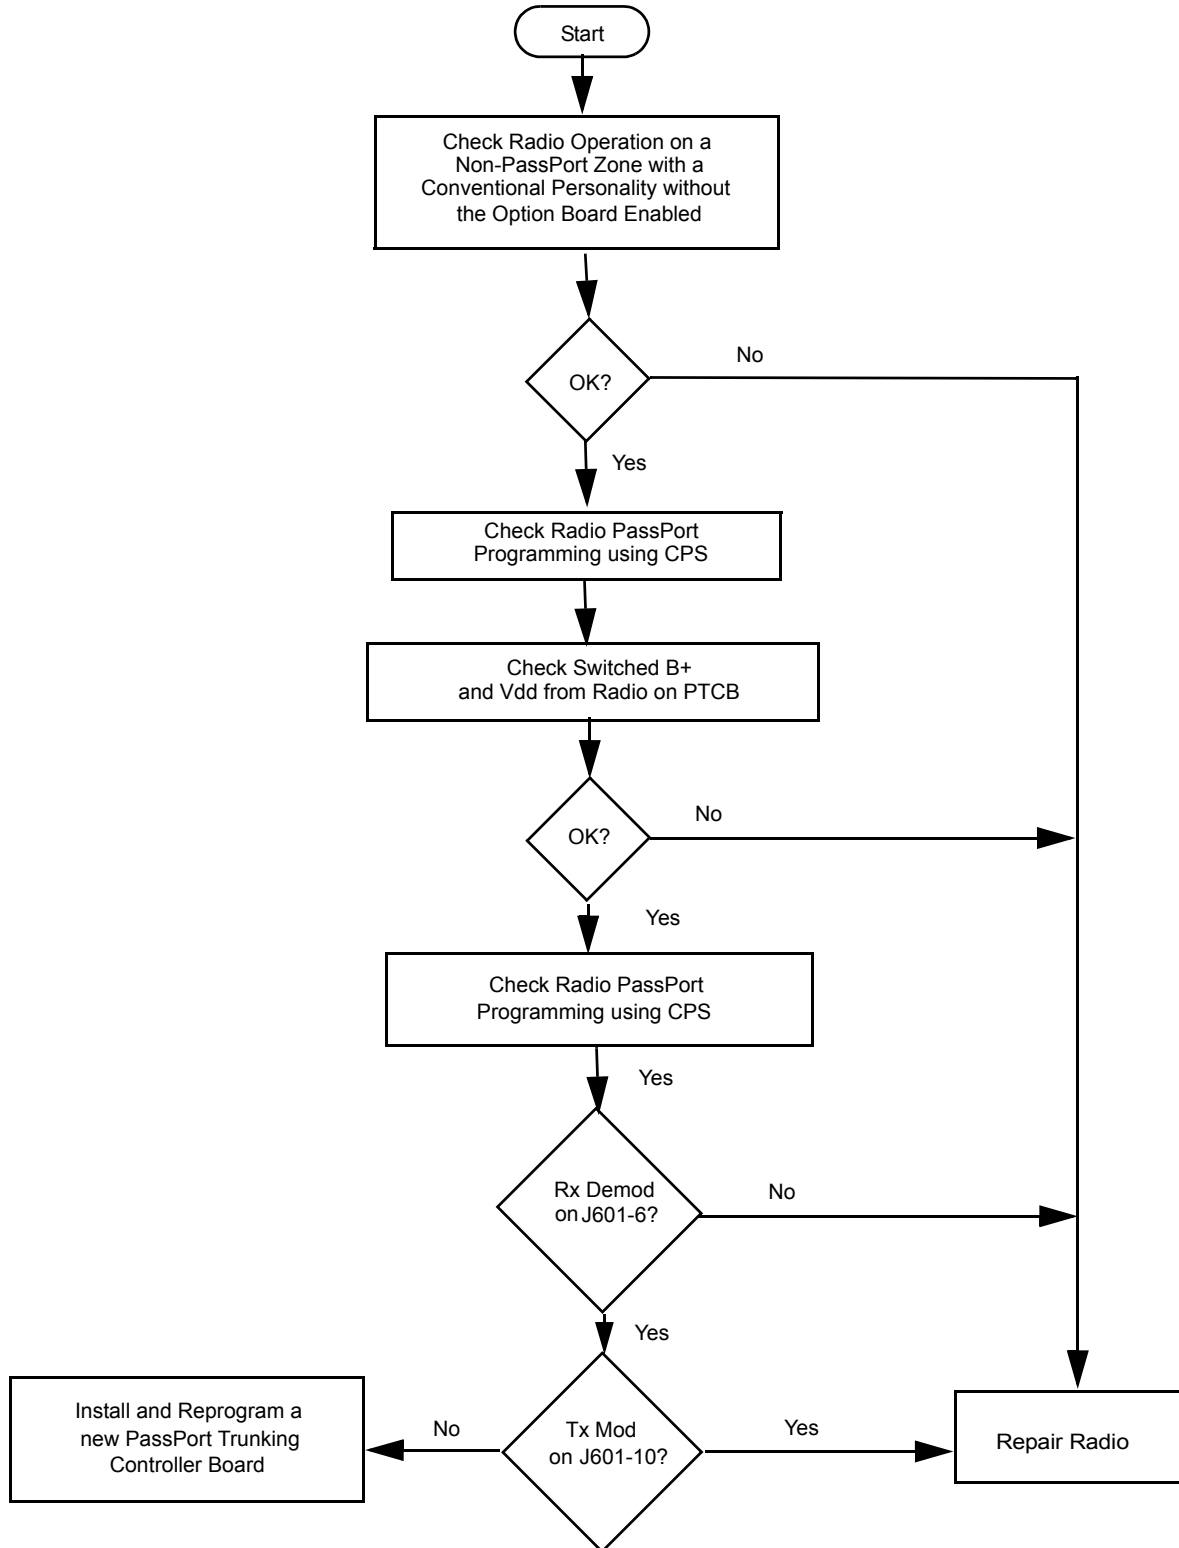 Start
Check Radio Operation on a
Non-PassPort Zone with a
Conventional Personality without
the Option Board Enabled
No
OK?
Yes
Check Radio PassPort
Programming using CPS
Check Switched B+
and Vdd from Radio on PTCB
No
OK?
Yes
Check Radio PassPort
Programming using CPS
Yes
Rx Demod
on J601-6?
No
Yes
Install and Reprogram a
new PassPort Trunking
Controller Board
No
Tx Mod
on J601-10?
Yes
Repair Radio